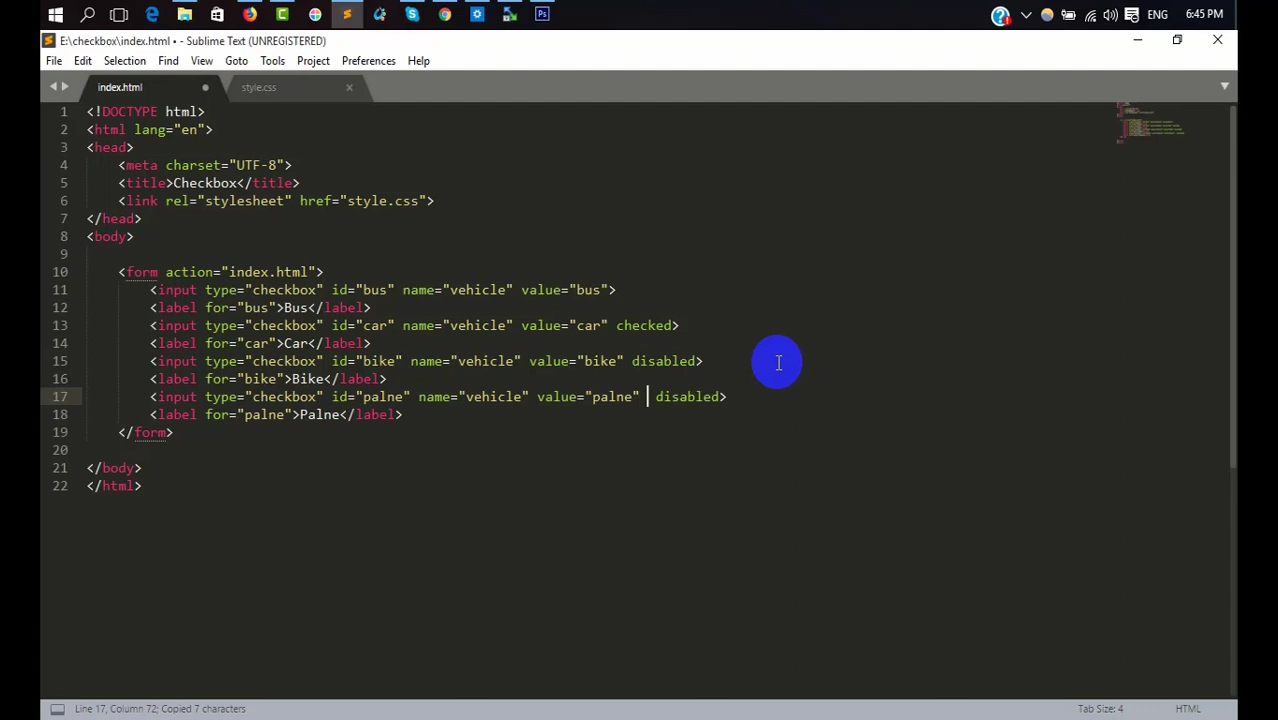 ENG 6:45 PM
E:\checkbox\index.html • - Sublime Text (UNREGISTERED)
File Edit Selection Find View Goto Tools Project Preferences Help
index.html style.css
1 <!DOCTYPE html>
2 <html lang="en">
3 <head>
4 <meta charset="UTF-8">
5 <title>Checkbox</title>
6 <link rel="stylesheet" href="style.css">
7 </head>
8 <body>
9
10 <form action="index.html">
11 <input type="checkbox" id="bus" name="vehicle" value="bus">
12 <label for="bus">Bus</label>
13 <input type="checkbox" id="car" name="vehicle" value="car" checked>
14 <label for="car">Car</label>
15 <input type="checkbox" id="bike" name="vehicle" value="bike" disabled>
16 <label for="bike">Bike</label>
17 <input type="checkbox" id="palne" name="vehicle" value="palne" disabled>
18 <label for="palne">Palne</label>
19 </form>
20
21 </body>
22 </html>
Line 17, Column 72; Copied 7 characters Tab Size: 4 HTML